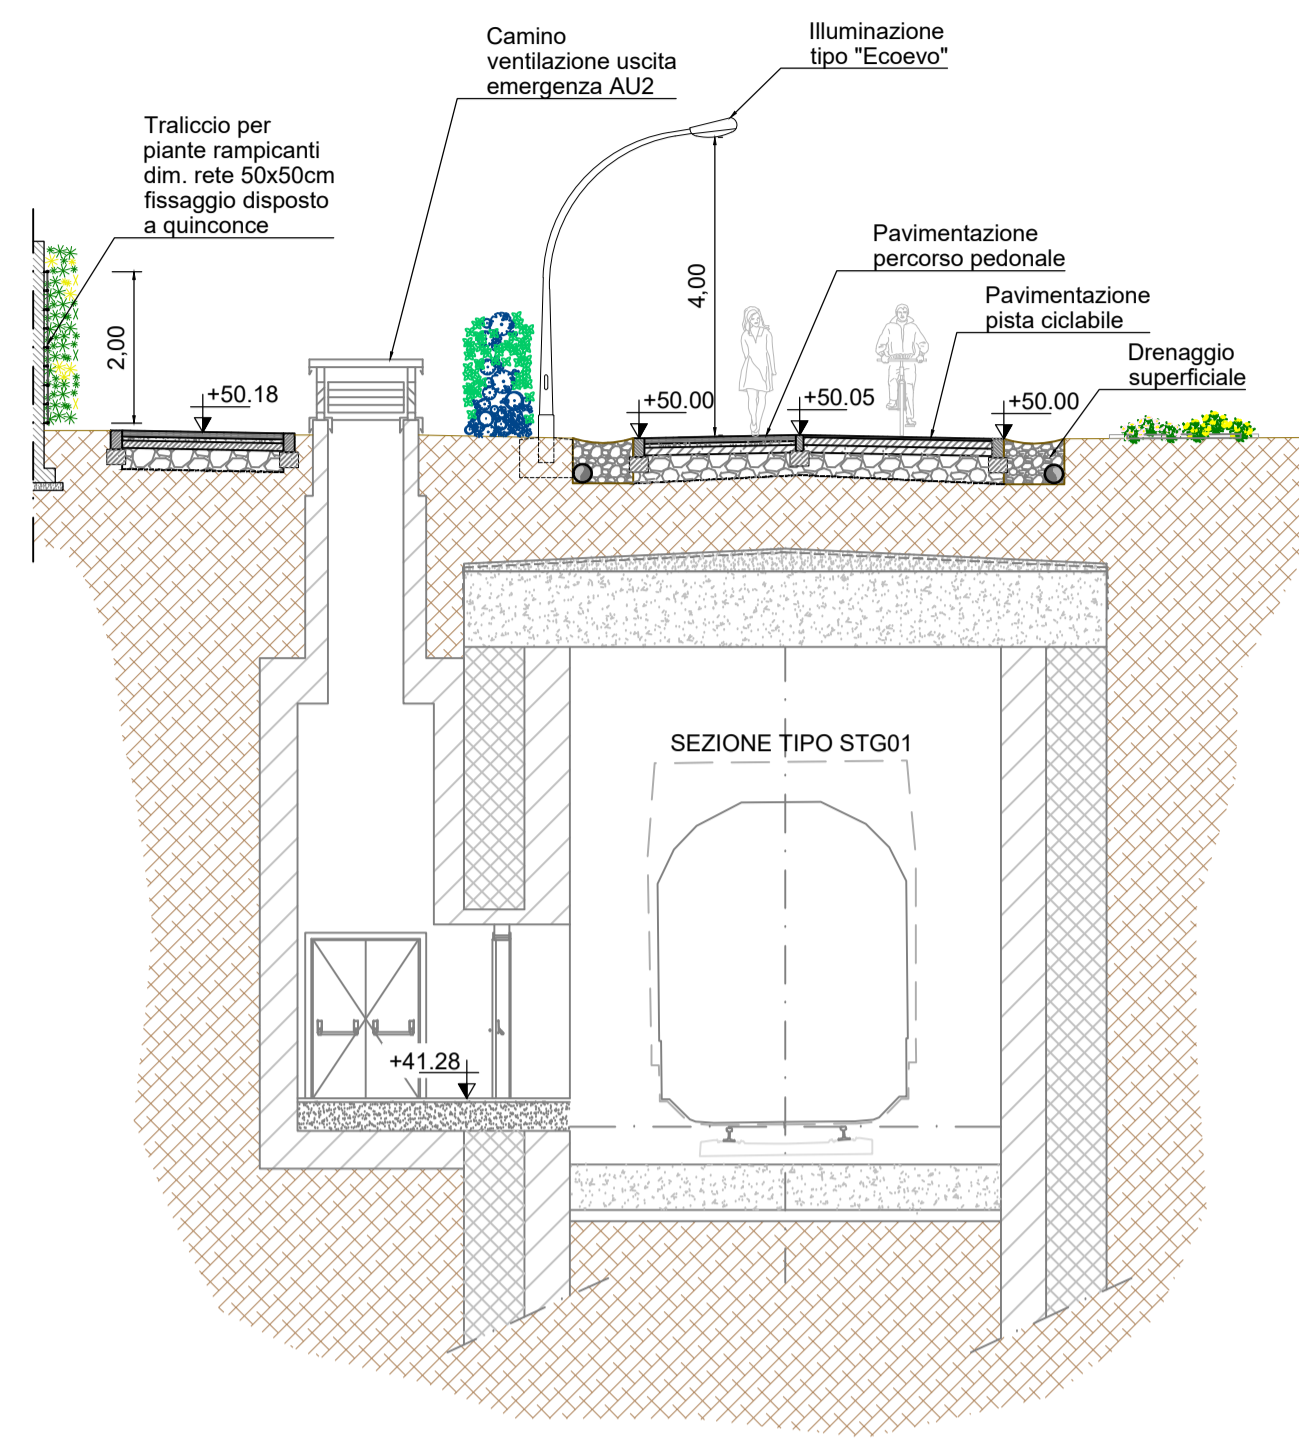 Camino
ventilazione uscita
emergenza AU2
Illuminazione
tipo "Ecoevo"
Traliccio per
piante rampicanti
dim. rete 50x50cm
fissaggio disposto
a quinconce
Pavimentazione
percorso pedonale
Pavimentazione
pista ciclabile
Drenaggio
superficiale
2,00
4,00
+50.18
+50.00
+50.05
+50.00
SEZIONE TIPO STG01
+41.28